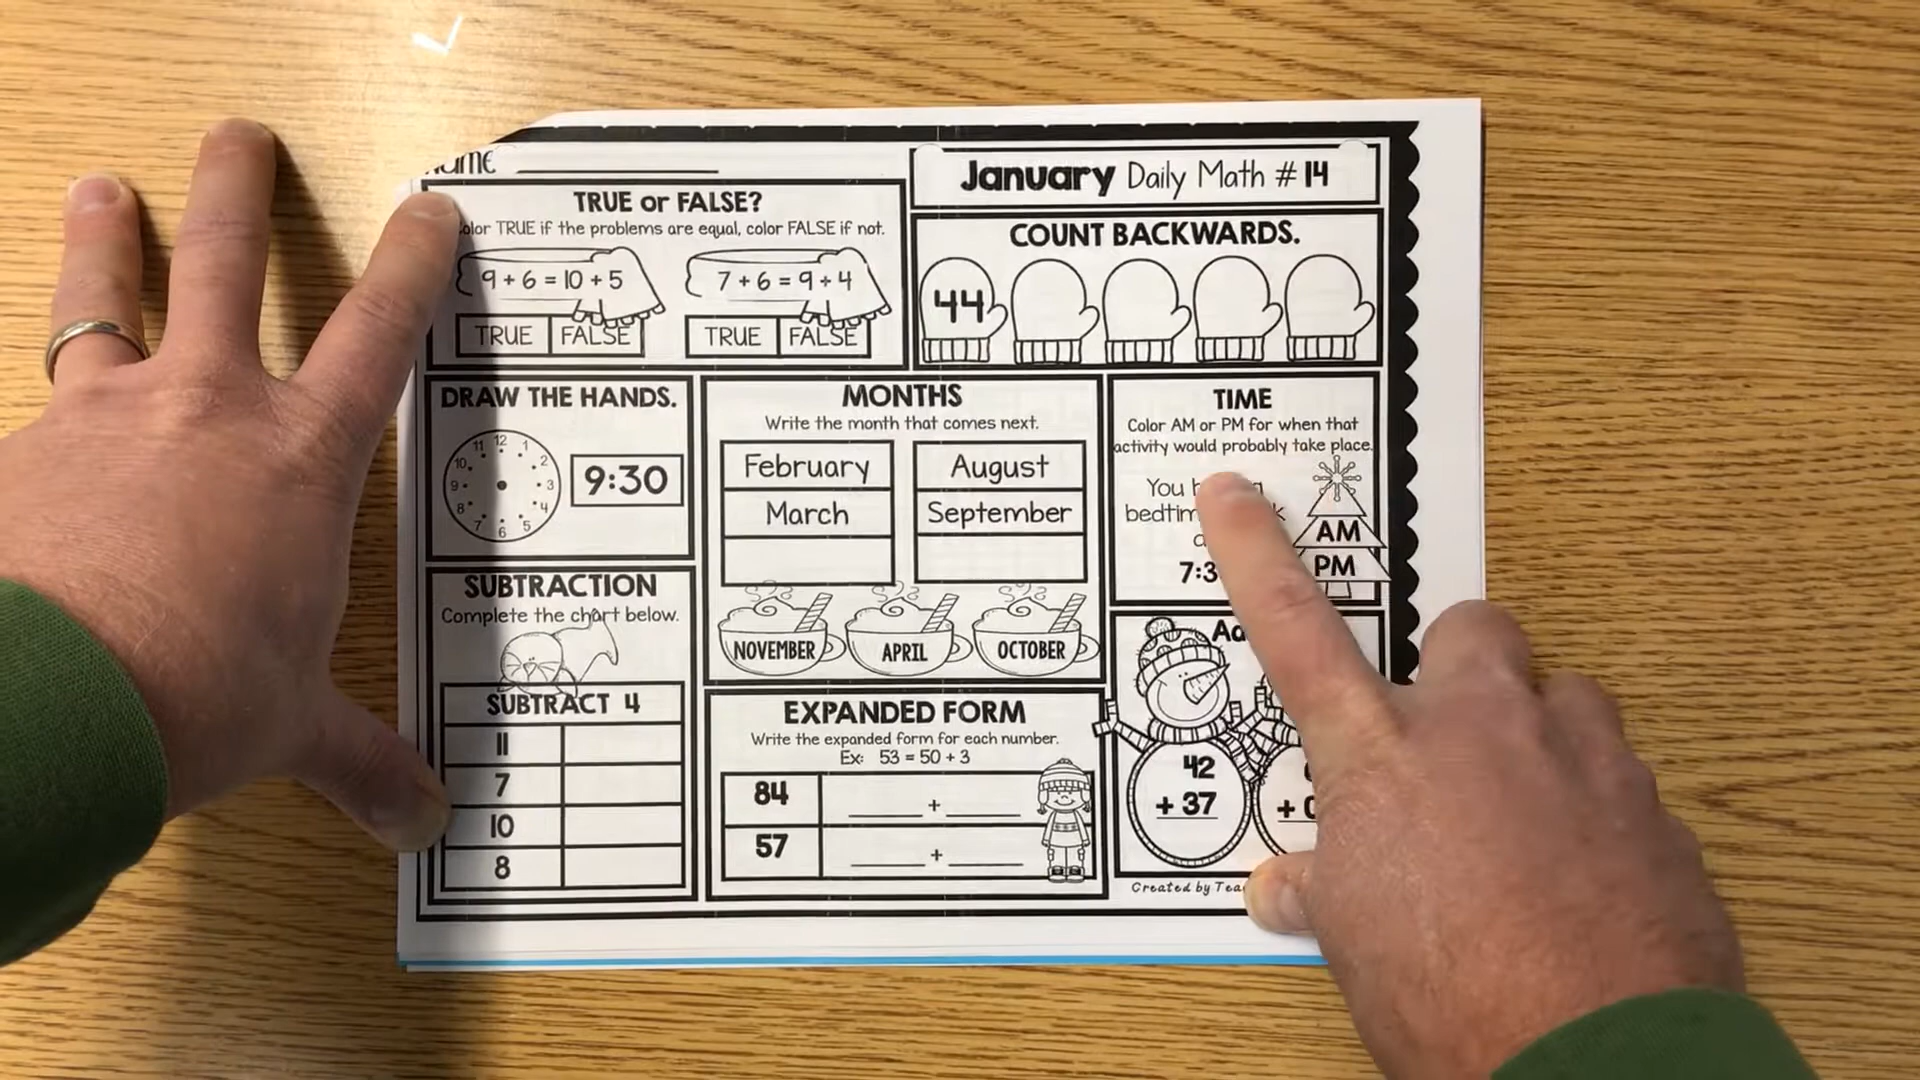 January Daily Math # 14
TRUE or FALSE?
TRUE if the problems are equal, color FALSE if not.
9 + 6 = 10 + 5
7 + 6 = 9 + 4
TRUE FALSE
TRUE FALSE
COUNT BACKWARDS.
44
DRAW THE HANDS.
12
1
2
3
4
5
6
7
8
9
10
11
9:30
MONTHS
Write the month that comes next.
February
March
August
September
NOVEMBER
APRIL
OCTOBER
TIME
Color AM or PM for when that
activity would probably take place.
You
AM
PM
SUBTRACTION
Complete the chart below.
SUBTRACT 4
11
7
10
8
EXPANDED FORM
Write the expanded form for each number.
Ex: 53 = 50 + 3
84 ____ + ____
57 ____ + ____
42
+ 37
Created by